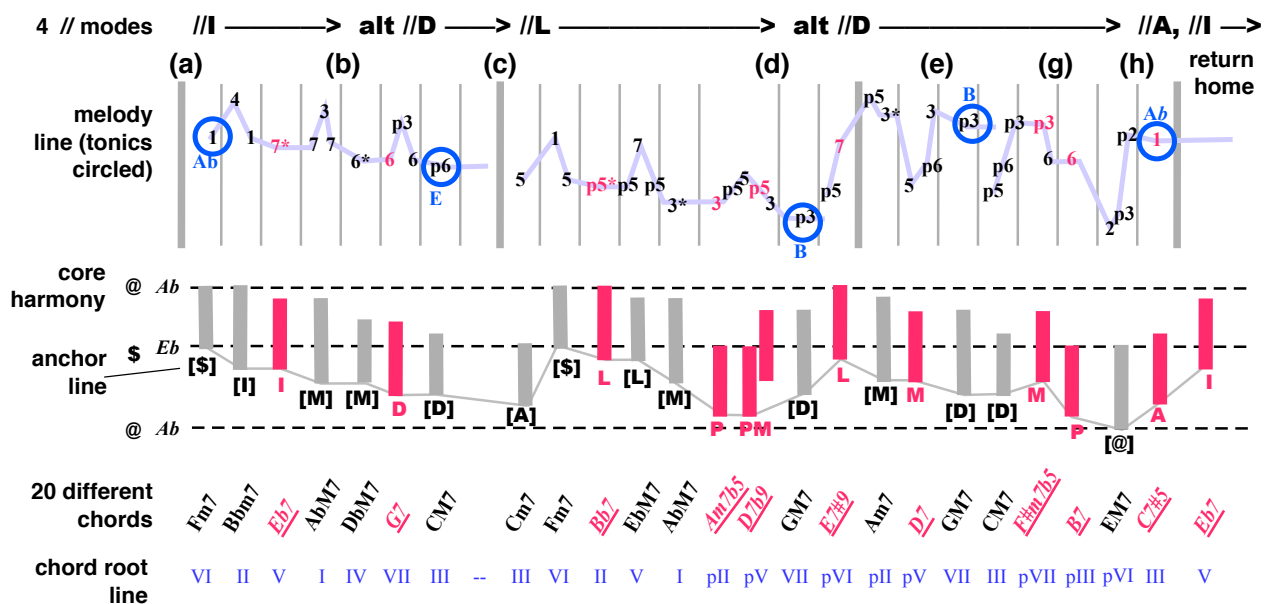 4 // modes //I ————> alt //D --> //L ————————> alt //D ————————> //A, //I —>
(a) (b) (c) (d) (e) (g) (h) return
home
melody
line (tonics
circled)
1 4 1 7* 7 3 7 6* 6 p3 6 p6 5 1 5 p5* p5 7 p5 3* 3 p5 5 p5 3 p3 p5 7 p5 3* 5 p6 3 p3 p5 p6 p3 p3 6 6 2 p3 p2 1
Ab E B B Ab
core
harmony
@ Ab
$ Eb
@ Ab
anchor
line
[$] [I] I [M] [M] D [D] [A] [$] L [L] [M] P PM [D] L [M] M [D] [D] M P [@] A I
20 different
chords
Fm7 Bbm7 Eb7 AbM7 DbM7 G7 CM7 Cm7 Fm7 Bb7 EbM7 AbM7 Am7b5 D7b9 GM7 E7#9 Am7 D7 GM7 CM7 F#m7b5 B7 EM7 C7#5 Eb7
chord root
line
VI II V I IV VII III -- III VI II V I pII pV VII pVI pII pV VII III pVII pIII pVI III V